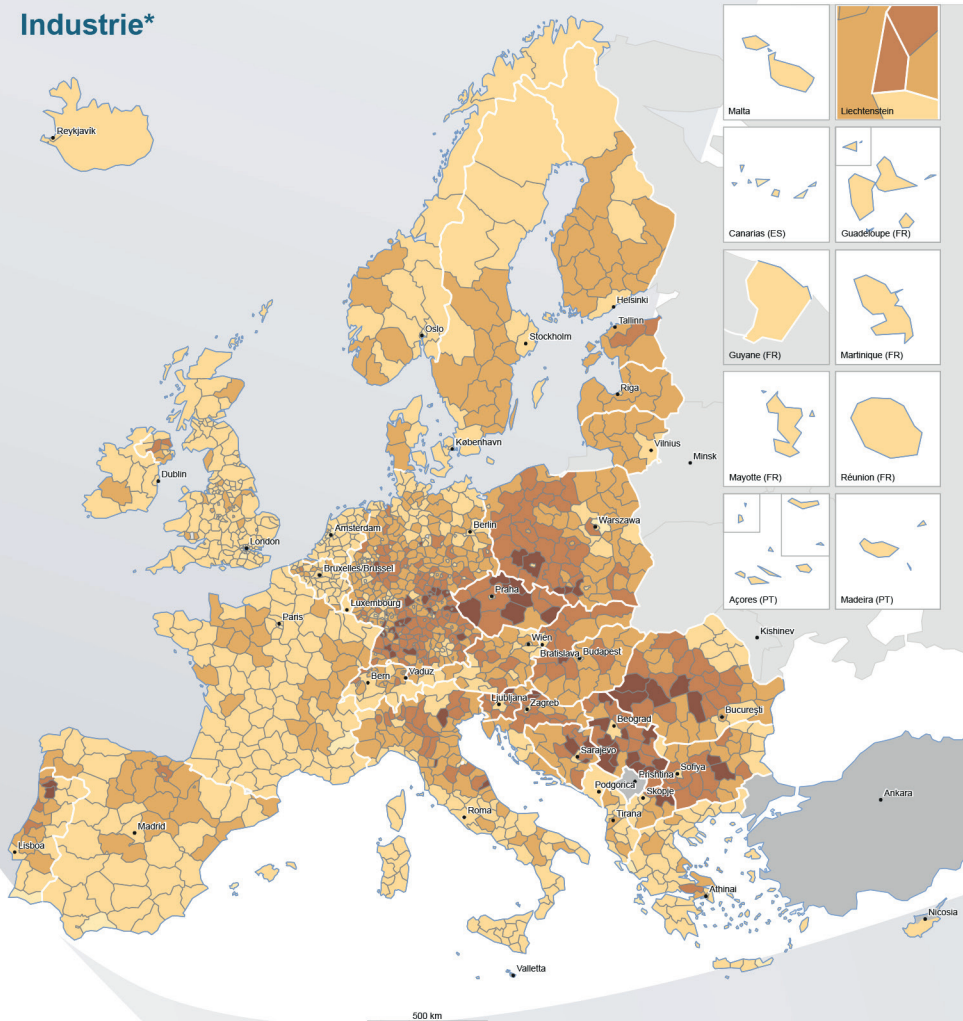 Industrie*
Reykjavík
Malta
Liechtenstein
Canarias (ES)
Guadeloupe (FR)
Guyane (FR)
Martinique (FR)
Mayotte (FR)
Réunion (FR)
Açores (PT)
Madeira (PT)
Helsinki
Tallinn
Oslo
Stockholm
Riga
København
Vilnius
Minsk
Dublin
Amsterdam
Berlin
Warszawa
London
Bruxelles/Brussel
Praha
Luxembourg
Paris
Kishinev
Wien
Bratislava
Budapest
Bern
Vaduz
Ljubljana
Zagreb
Bucureşti
Beograd
Sarajevo
Sofiya
Prishtina
Podgorica
Skopje
Ankara
Roma
Tirana
Madrid
Lisboa
Athinai
Nicosia
Valletta
500 km